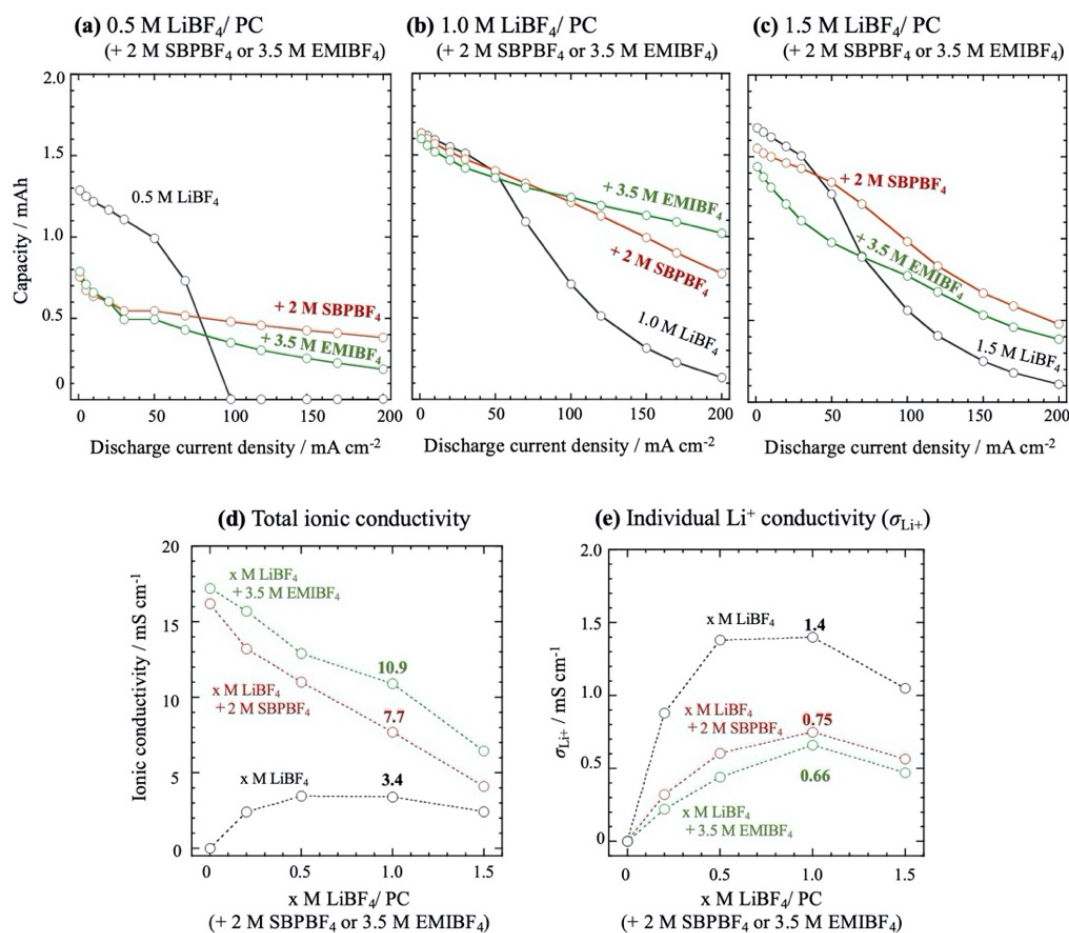 (a) 0.5 M LiBF₄/ PC
(+ 2 M SBPBF₄ or 3.5 M EMIBF₄)
(b) 1.0 M LiBF₄/ PC
(+ 2 M SBPBF₄ or 3.5 M EMIBF₄)
(c) 1.5 M LiBF₄/ PC
(+ 2 M SBPBF₄ or 3.5 M EMIBF₄)
Capacity / mAh
2.0
1.5
1.0
0.5
0
0.5 M LiBF₄
+ 2 M SBPBF₄
+ 3.5 M EMIBF₄
0 50 100 150 200
Discharge current density / mA cm⁻²
+ 3.5 M EMIBF₄
+ 2 M SBPBF₄
1.0 M LiBF₄
0 50 100 150 200
Discharge current density / mA cm⁻²
+ 2 M SBPBF₄
+ 3.5 M EMIBF₄
1.5 M LiBF₄
0 50 100 150 200
Discharge current density / mA cm⁻²
(d) Total ionic conductivity
Ionic conductivity / mS cm⁻¹
20
15
10
5
0
x M LiBF₄
+ 3.5 M EMIBF₄
10.9
x M LiBF₄
+ 2 M SBPBF₄
7.7
x M LiBF₄
3.4
0 0.5 1.0 1.5
x M LiBF₄/ PC
(+ 2 M SBPBF₄ or 3.5 M EMIBF₄)
(e) Individual Li⁺ conductivity (σLi+)
σLi+ / mS cm⁻¹
2.0
1.5
1.0
0.5
0
x M LiBF₄
1.4
x M LiBF₄
+ 2 M SBPBF₄
0.75
0.66
x M LiBF₄
+ 3.5 M EMIBF₄
0 0.5 1.0 1.5
x M LiBF₄/ PC
(+ 2 M SBPBF₄ or 3.5 M EMIBF₄)